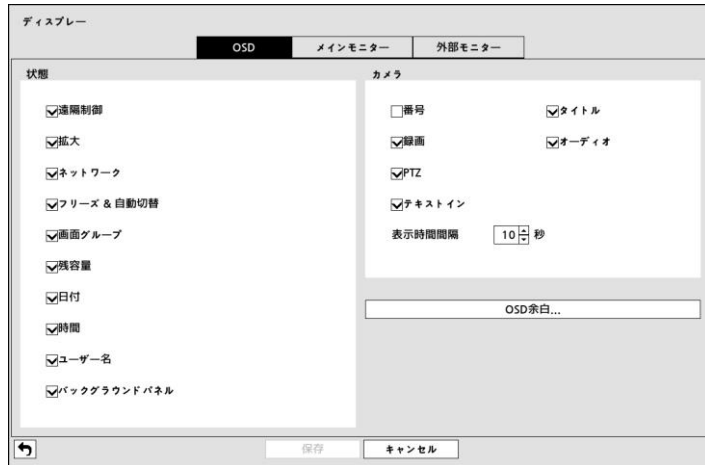 ディスプレー
OSD メインモニター 外部モニター
状態
遠隔制御
拡大
ネットワーク
フリーズ & 自動切替
画面グループ
残容量
日付
時間
ユーザー名
バックグラウンドパネル
カメラ
番号 タイトル
録画 オーディオ
PTZ
テキストイン
表示時間間隔 10 秒
OSD余白...
保存 キャンセル